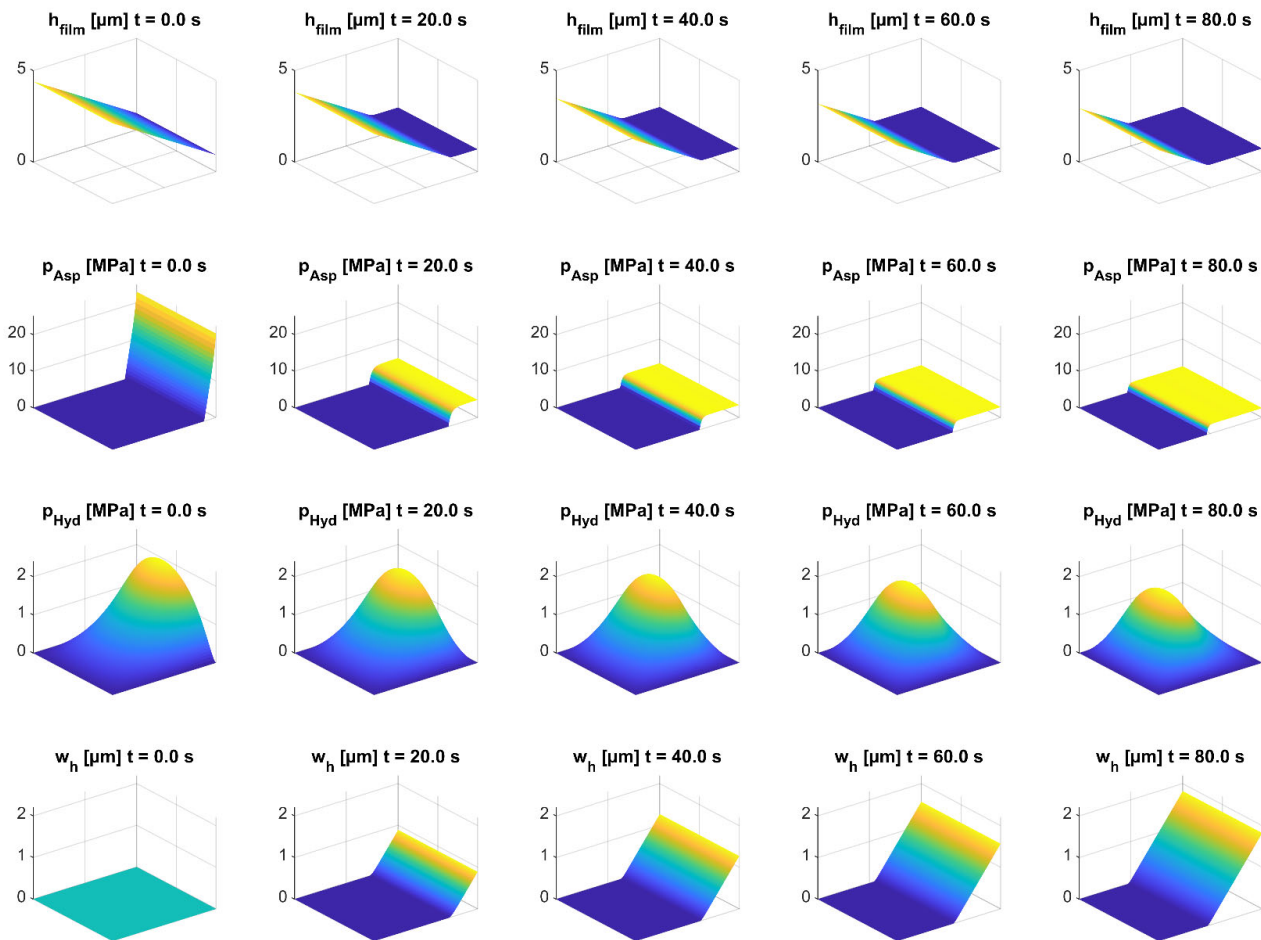 h_film [µm] t = 0.0 s h_film [µm] t = 20.0 s h_film [µm] t = 40.0 s h_film [µm] t = 60.0 s h_film [µm] t = 80.0 s
5 5 5 5 5
0 0 0 0 0
p_Asp [MPa] t = 0.0 s p_Asp [MPa] t = 20.0 s p_Asp [MPa] t = 40.0 s p_Asp [MPa] t = 60.0 s p_Asp [MPa] t = 80.0 s
20 20 20 20 20
10 10 10 10 10
0 0 0 0 0
p_Hyd [MPa] t = 0.0 s p_Hyd [MPa] t = 20.0 s p_Hyd [MPa] t = 40.0 s p_Hyd [MPa] t = 60.0 s p_Hyd [MPa] t = 80.0 s
2 2 2 2 2
1 1 1 1 1
0 0 0 0 0
w_h [µm] t = 0.0 s w_h [µm] t = 20.0 s w_h [µm] t = 40.0 s w_h [µm] t = 60.0 s w_h [µm] t = 80.0 s
2 2 2 2 2
1 1 1 1 1
0 0 0 0 0